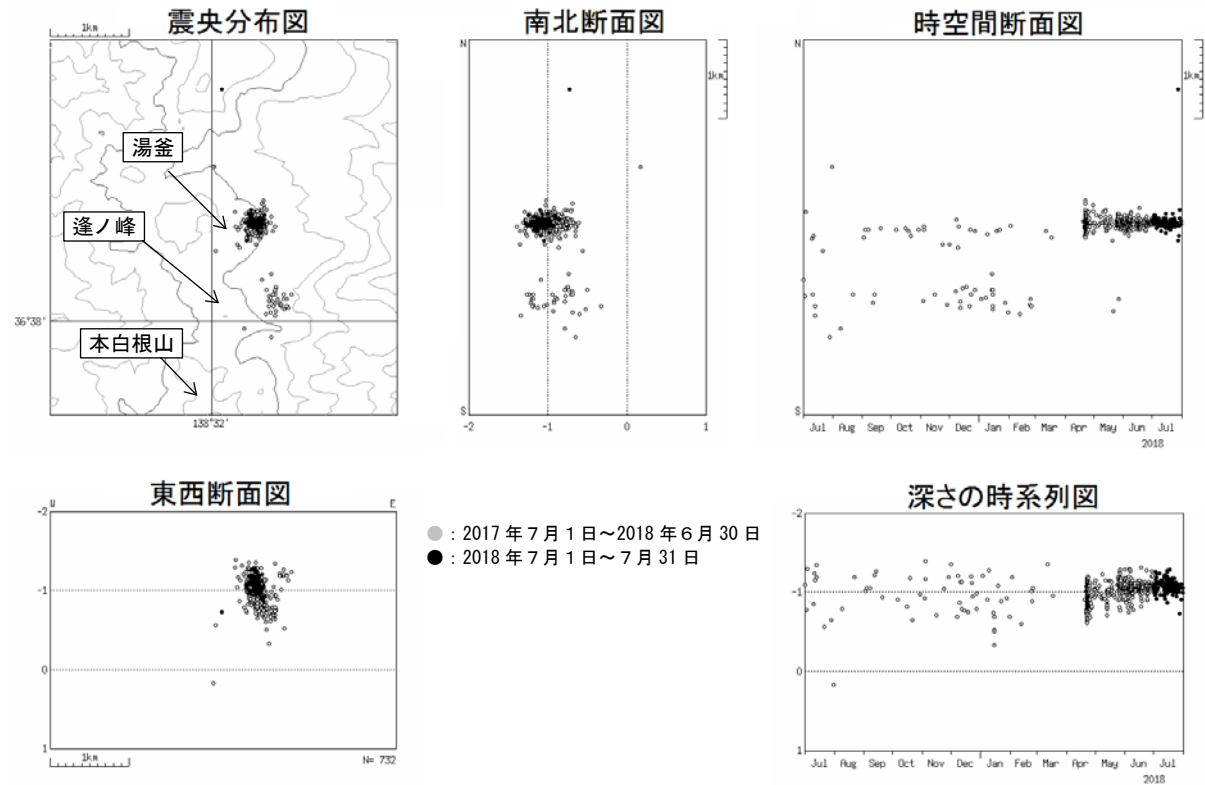 震央分布図
1km
湯釜
逢ノ峰
36°38'
本白根山
138°32'
南北断面図
N
1km
S
-2 -1 0 1
時空間断面図
N
1km
S
Jul Aug Sep Oct Nov Dec Jan Feb Mar Apr May Jun Jul
2018
東西断面図
W E
-2
-1
0
1
1km
N= 732
●：2017年７月１日～2018年６月30日
●：2018年７月１日～７月31日
深さの時系列図
-2
-1
0
1
Jul Aug Sep Oct Nov Dec Jan Feb Mar Apr May Jun Jul
2018